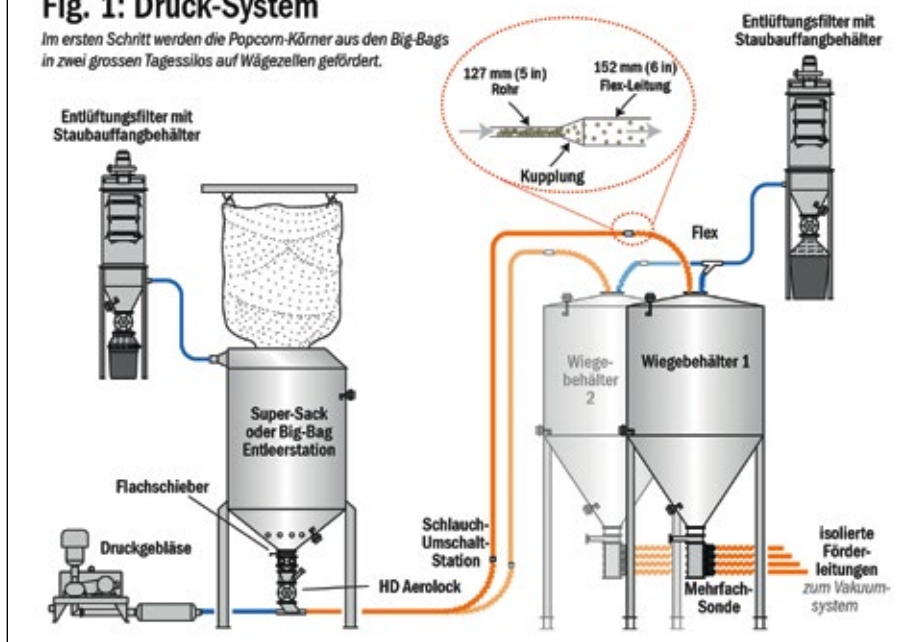 Fig. 1: Druck-System
Im ersten Schritt werden die Popcorn-Körner aus den Big-Bags
in zwei grossen Tagessilos auf Wägezellen gefördert.
Entlüftungsfilter mit
Staubauffangbehälter
127 mm (5 in)
Rohr
152 mm (6 in)
Flex-Leitung
Kupplung
Entlüftungsfilter mit
Staubauffangbehälter
Flex
Wiege-
behälter
2
Wiegebehälter 1
Super-Sack
oder Big-Bag
Entleerstation
Flachschieber
Druckgebläse
HD Aerolock
Schlauch-
Umschalt-
Station
Mehrfach-
Sonde
isolierte
Förder-
leitungen
zum Vakuum-
system